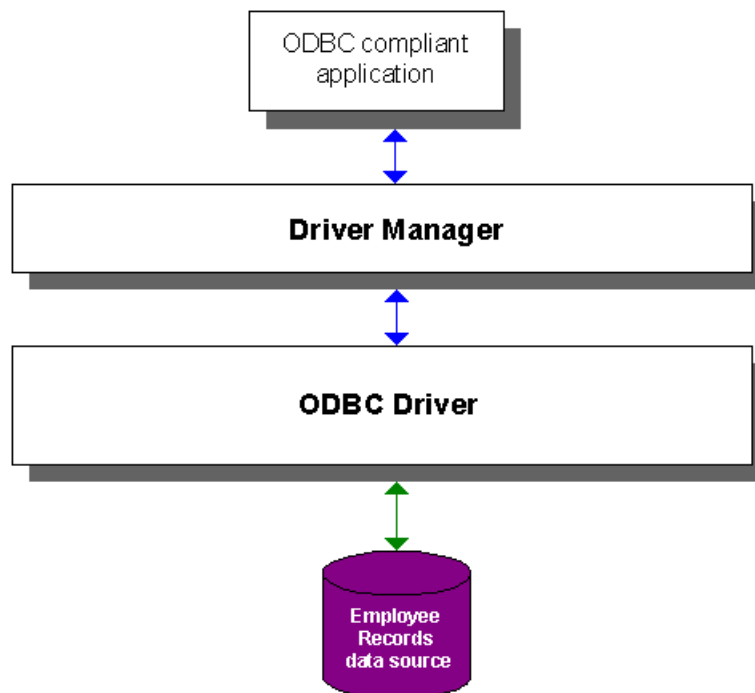 ODBC compliant
application
Driver Manager
ODBC Driver
Employee
Records
data source